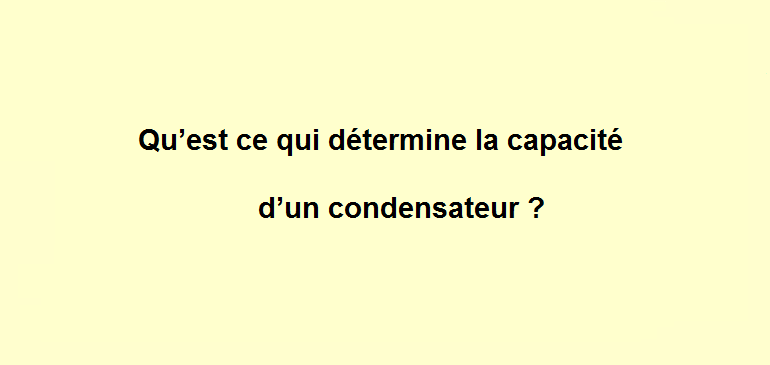 Qu’est ce qui détermine la capacité
d’un condensateur ?